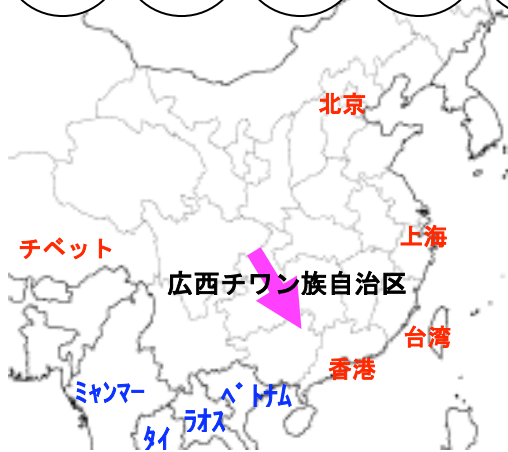 北京
チベット
上海
広西チワン族自治区
台湾
香港
ﾐｬﾝﾏｰ
ﾍﾞﾄﾅﾑ
ﾗｵｽ
ﾀｲ